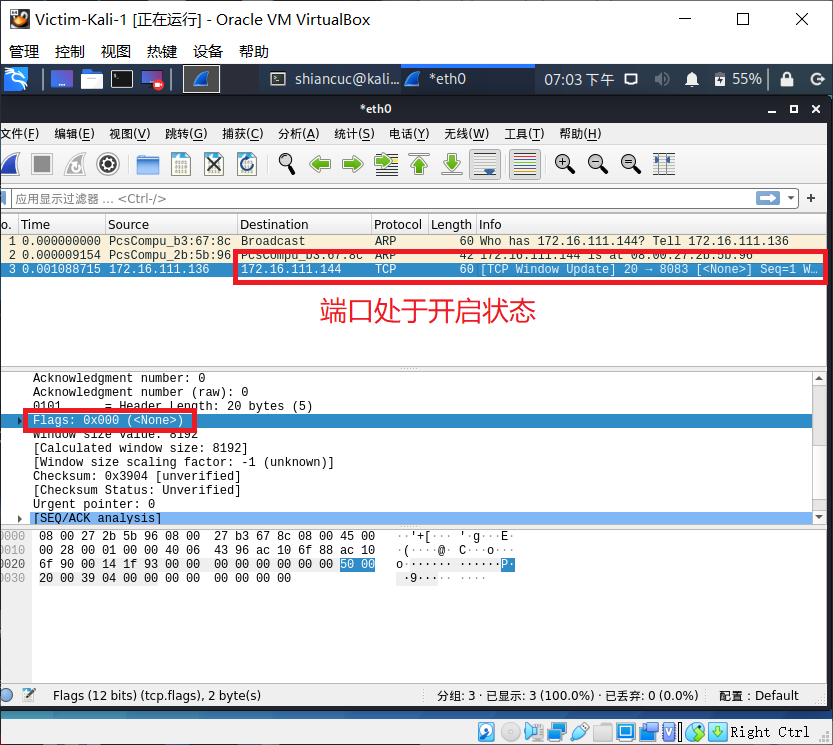 Victim-Kali-1 [正在运行] - Oracle VM VirtualBox
管理 控制 视图 热键 设备 帮助
shiancuc@kali... *eth0 07:03 下午 55%
*eth0
文件(F) 编辑(E) 视图(V) 跳转(G) 捕获(C) 分析(A) 统计(S) 电话(Y) 无线(W) 工具(T) 帮助(H)
应用显示过滤器 … <Ctrl-/>
o. Time Source Destination Protocol Length Info
1 0.000000000 PcsCompu_b3:67:8c Broadcast ARP 60 Who has 172.16.111.144? Tell 172.16.111.136
2 0.000009154 PcsCompu_2b:5b:96 PcsCompu_b3:67:8c ARP 42 172.16.111.144 is at 08:00:27:2b:5b:96
3 0.001088715 172.16.111.136 172.16.111.144 TCP 60 [TCP Window Update] 20 → 8083 [<None>] Seq=1 W…
端口处于开启状态
Acknowledgment number: 0
Acknowledgment number (raw): 0
0101 .... = Header Length: 20 bytes (5)
Flags: 0x000 (<None>)
Window size value: 8192
[Calculated window size: 8192]
[Window size scaling factor: -1 (unknown)]
Checksum: 0x3904 [unverified]
[Checksum Status: Unverified]
Urgent pointer: 0
[SEQ/ACK analysis]
0000 08 00 27 2b 5b 96 08 00 27 b3 67 8c 08 00 45 00 ··'+[··· '·g···E·
0010 00 28 00 01 00 00 40 06 43 96 ac 10 6f 88 ac 10 ·(····@· C···o···
0020 6f 90 00 14 1f 93 00 00 00 00 00 00 00 00 50 00 o······· ······P·
0030 20 00 39 04 00 00 00 00 00 00 00 00 ·9····· ····
Flags (12 bits) (tcp.flags), 2 byte(s) 分组: 3 · 已显示: 3 (100.0%) · 已丢弃: 0 (0.0%) 配置：Default
Right Ctrl